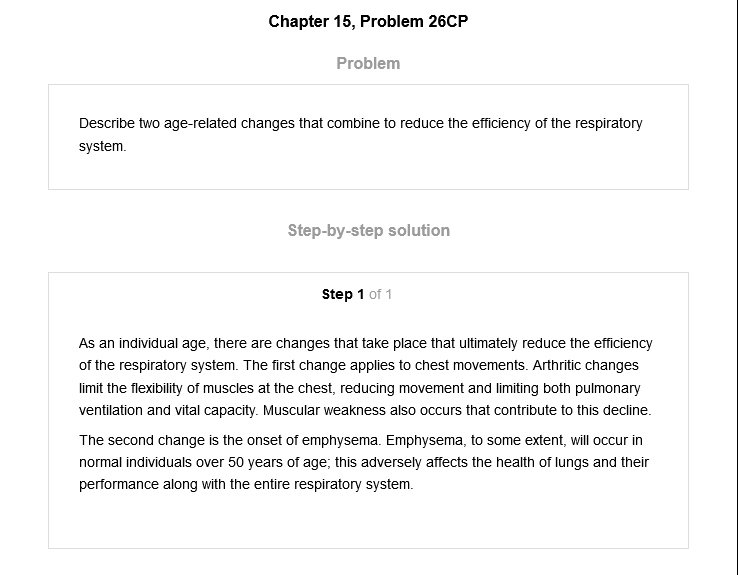 Chapter 15, Problem 26CP
Problem
Describe two age-related changes that combine to reduce the efficiency of the respiratory
system.
Step-by-step solution
Step 1 of 1
As an individual age, there are changes that take place that ultimately reduce the efficiency
of the respiratory system. The first change applies to chest movements. Arthritic changes
limit the flexibility of muscles at the chest, reducing movement and limiting both pulmonary
ventilation and vital capacity. Muscular weakness also occurs that contribute to this decline.
The second change is the onset of emphysema. Emphysema, to some extent, will occur in
normal individuals over 50 years of age; this adversely affects the health of lungs and their
performance along with the entire respiratory system.